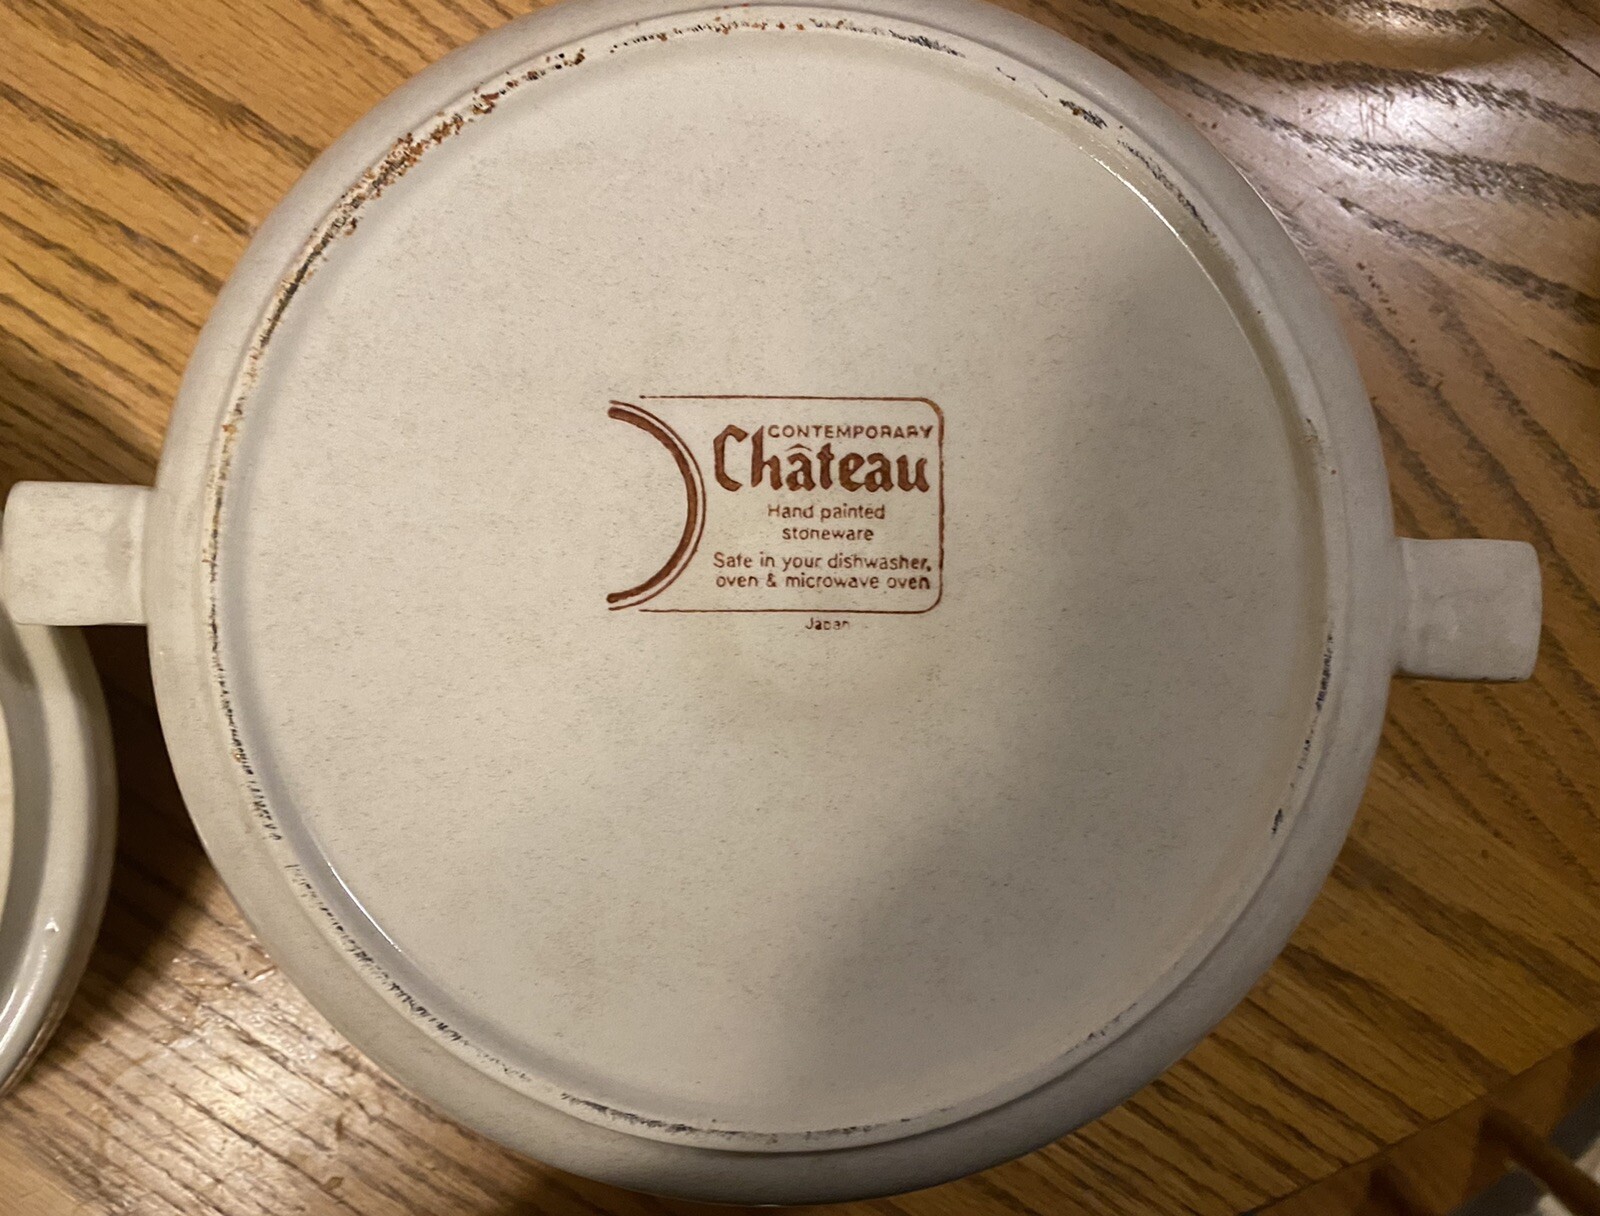 CONTEMPORARY
Château
Hand painted
stoneware
Safe in your dishwasher,
oven & microwave oven
Japan